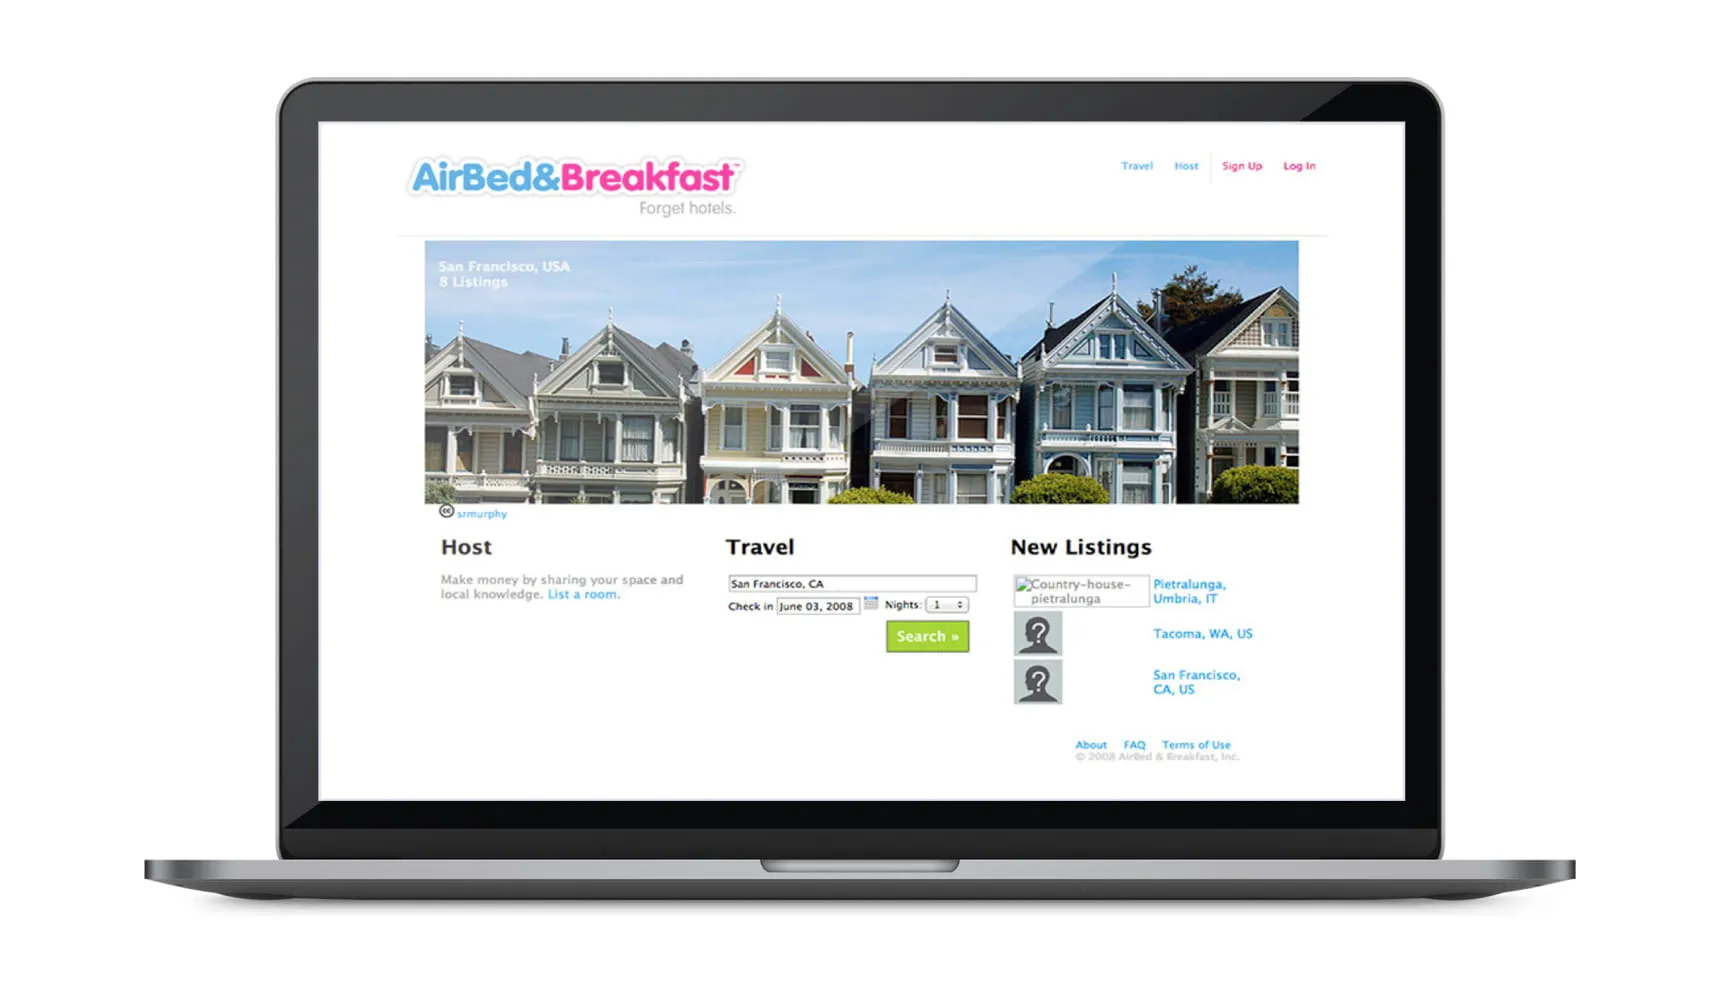 AirBed&Breakfast™
Forget hotels.
Travel Host Sign Up Log In
San Francisco, USA
8 Listings
cc srmurphy
Host
Make money by sharing your space and
local knowledge. List a room.
Travel
San Francisco, CA
Check in June 03, 2008 Nights: 1
Search »
New Listings
Country-house-
pietralunga
Pietralunga,
Umbria, IT
? Tacoma, WA, US
? San Francisco,
CA, US
About FAQ Terms of Use
© 2008 AirBed & Breakfast, Inc.